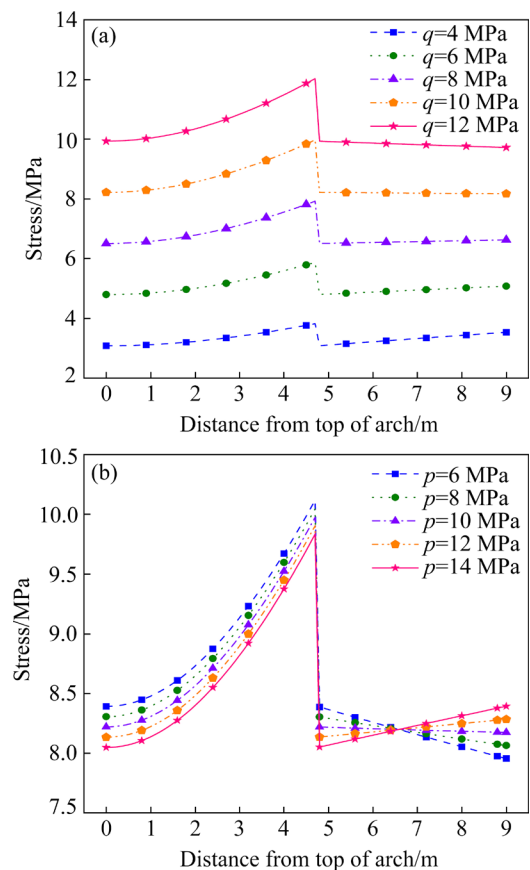 14
(a)
q=4 MPa
q=6 MPa
12
q=8 MPa
q=10 MPa
q=12 MPa
10
Stress/MPa
8
6
4
2
0 1 2 3 4 5 6 7 8 9
Distance from top of arch/m
10.5
(b)
p=6 MPa
p=8 MPa
10.0
p=10 MPa
p=12 MPa
p=14 MPa
9.5
Stress/MPa
9.0
8.5
8.0
7.5
0 1 2 3 4 5 6 7 8 9
Distance from top of arch/m